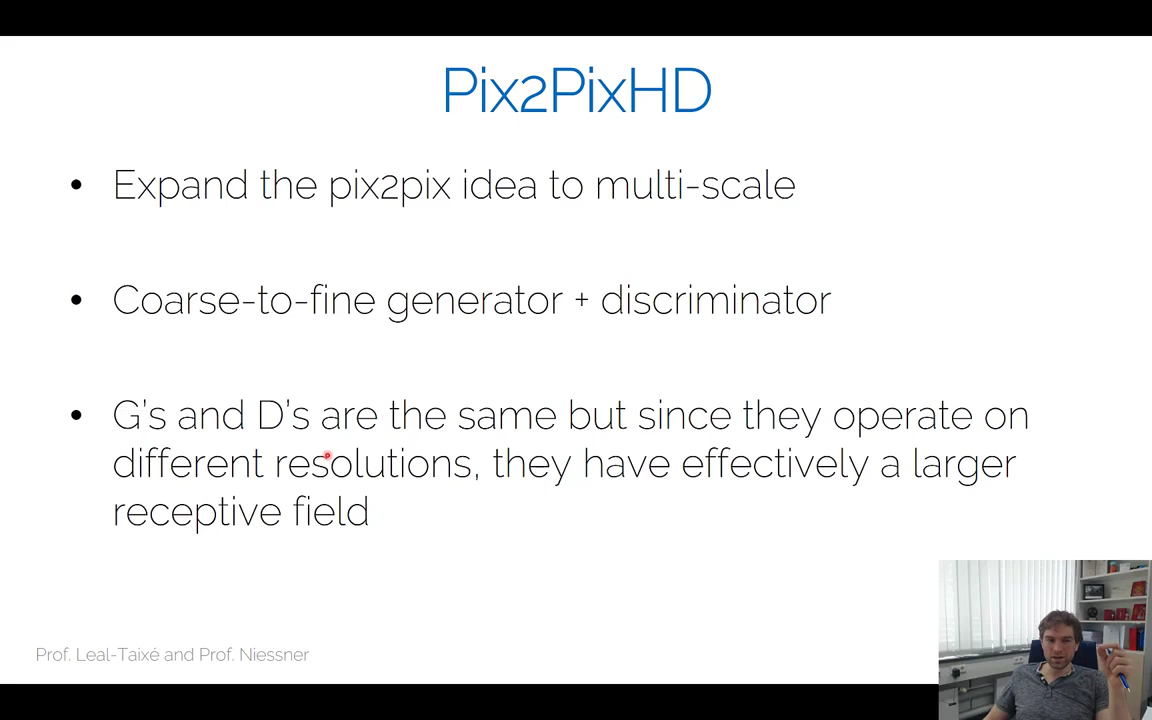 Pix2PixHD
• Expand the pix2pix idea to multi-scale
• Coarse-to-fine generator + discriminator
• G's and D's are the same but since they operate on
different resolutions, they have effectively a larger
receptive field
Prof. Leal-Taixé and Prof. Niessner